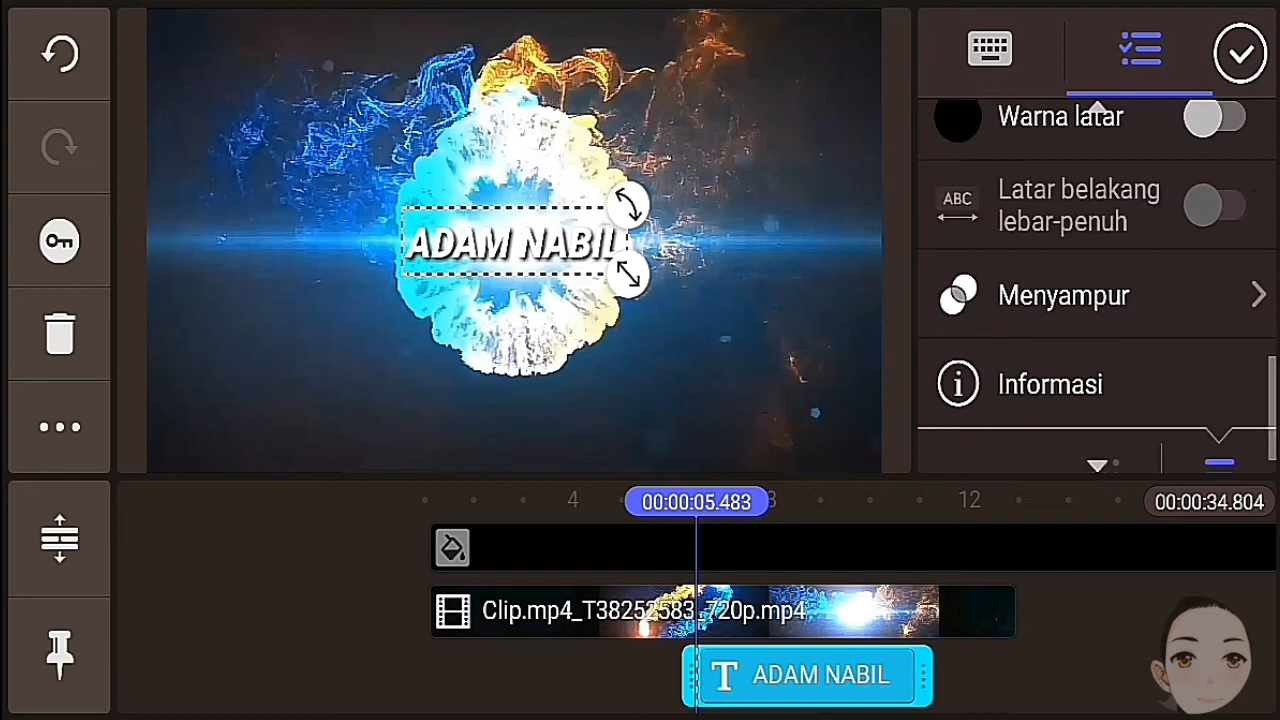 Warna latar
ABC
Latar belakang
lebar-penuh
Menyampur
Informasi
ADAM NABIL
4
00:00:05.483
12
00:00:34.804
Clip.mp4_T38252583_720p.mp4
T ADAM NABIL